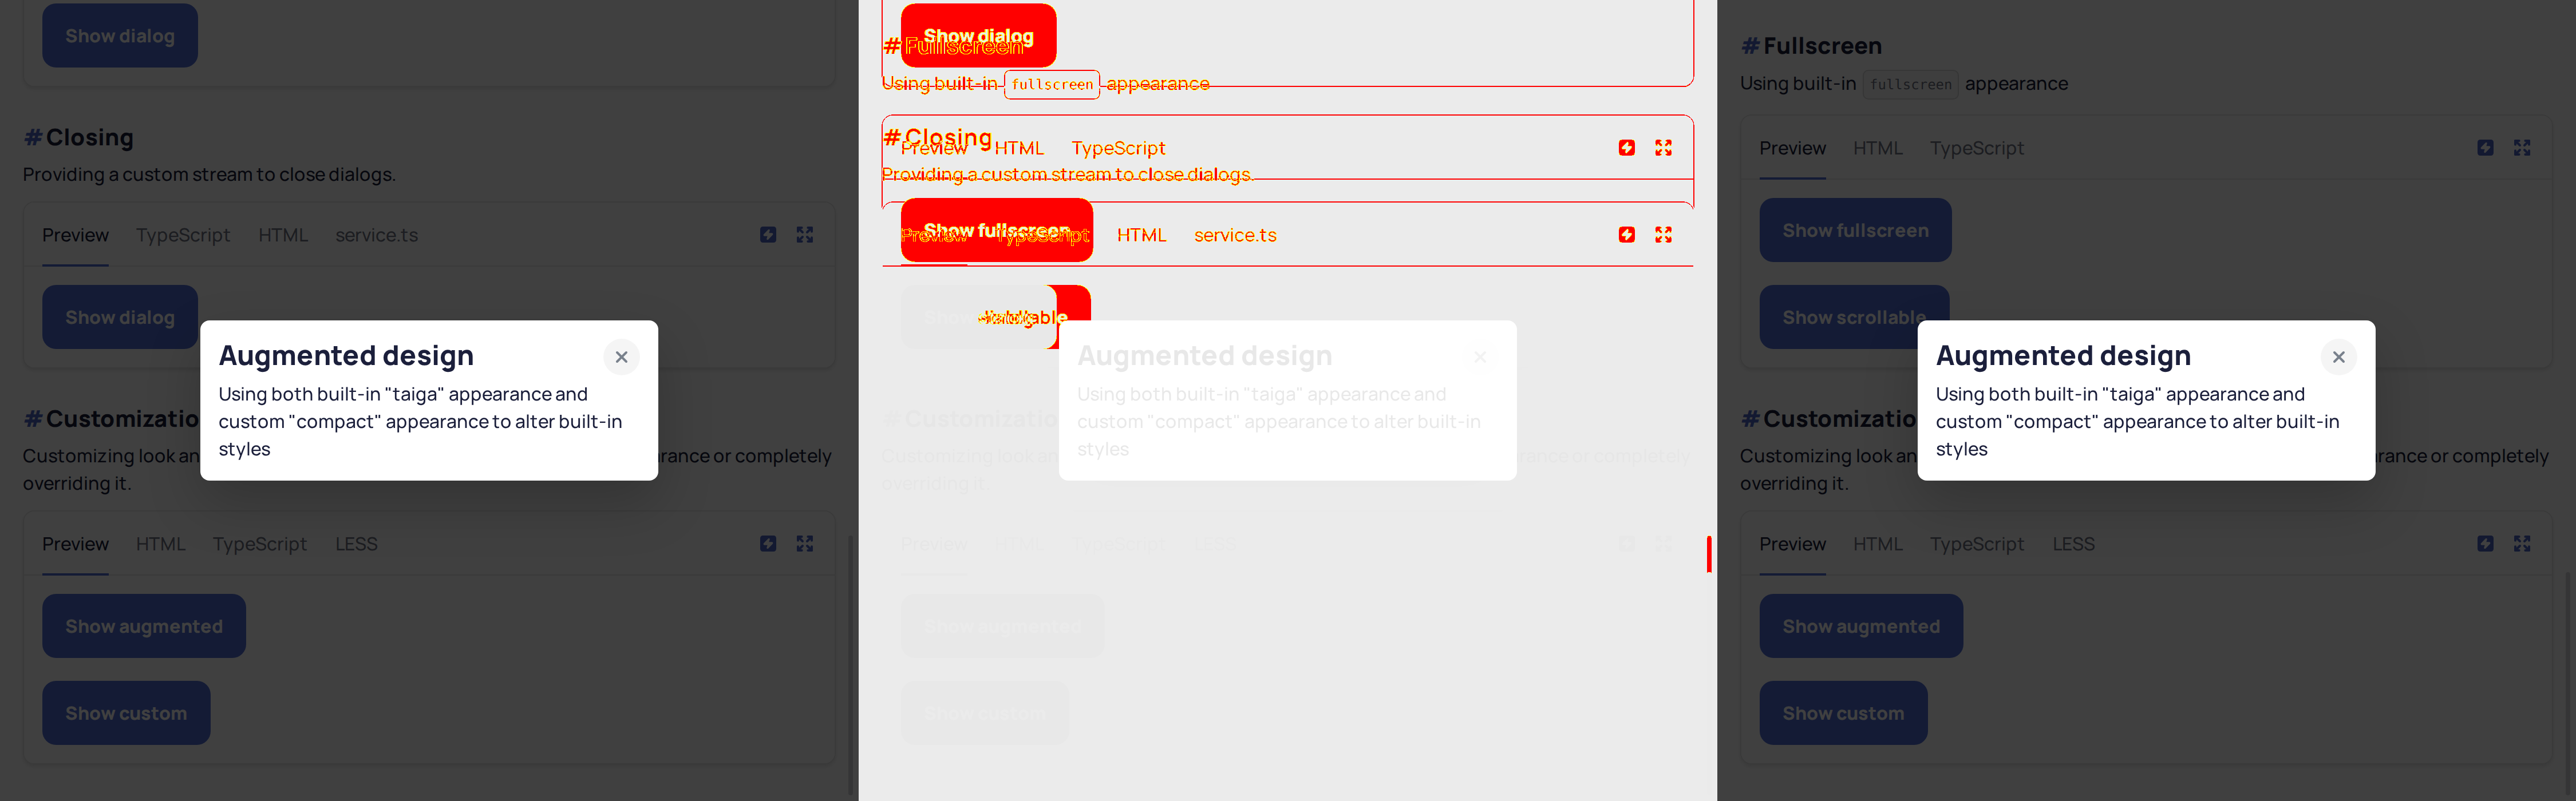 Show dialog
#Closing
Providing a custom stream to close dialogs.
Preview TypeScript HTML service.ts
Show dialog
#Customizatio
Customizing look an
rance or completely
overriding it.
Augmented design
Using both built-in "taiga" appearance and
custom "compact" appearance to alter built-in
styles
Preview HTML TypeScript LESS
Show augmented
Show custom
Show dialog
#Fullscreen
Using built-in fullscreen appearance
#Closing
Preview HTML TypeScript
Providing a custom stream to close dialogs.
Show fullscreen
Preview TypeScript HTML service.ts
#Customizatio
Customizing look an
rance or completely
overriding it.
Augmented design
Using both built-in "taiga" appearance and
custom "compact" appearance to alter built-in
styles
Preview HTML TypeScript LESS
Show augmented
Show custom
#Fullscreen
Using built-in fullscreen appearance
Preview HTML TypeScript
Show fullscreen
Show scrollable
#Customizatio
Customizing look an
rance or completely
overriding it.
Augmented design
Using both built-in "taiga" appearance and
custom "compact" appearance to alter built-in
styles
Preview HTML TypeScript LESS
Show augmented
Show custom